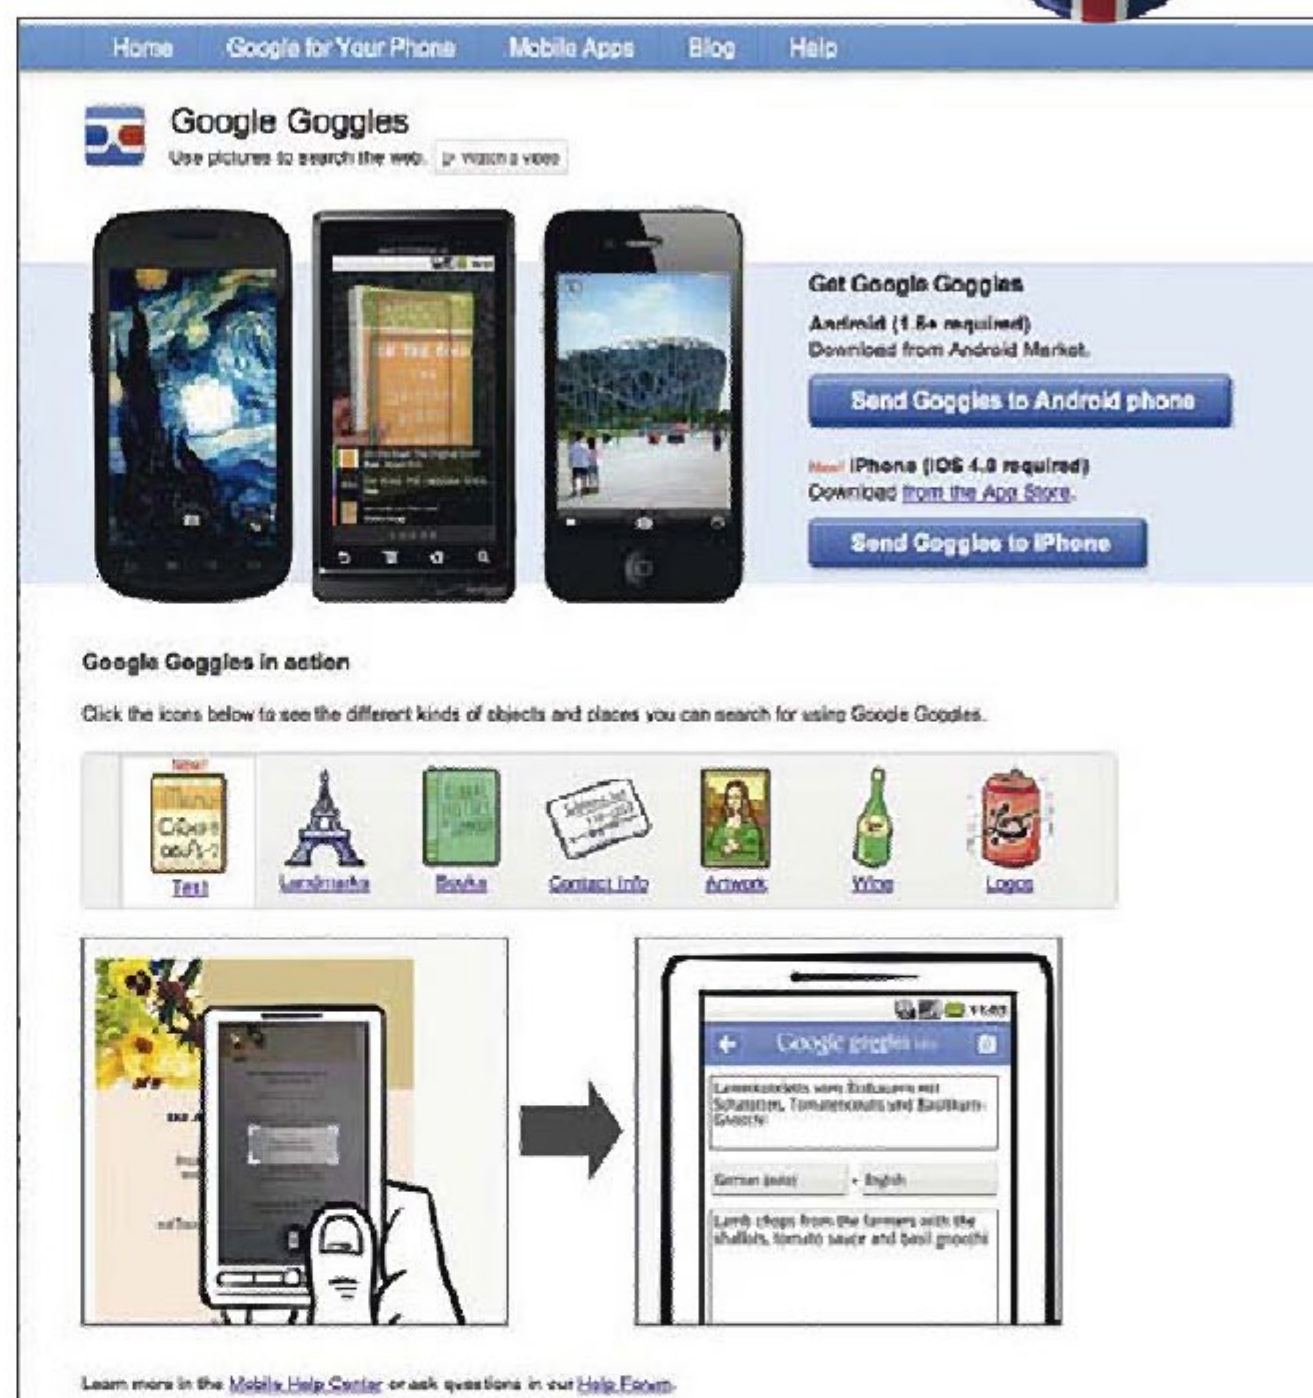 Home Google for Your Phone Mobile Apps Blog Help
Google Goggles
Use pictures to search the web. Watch a video
Get Google Goggles
Android (1.6+ required)
Download from Android Market.
Send Goggles to Android phone
New! iPhone (iOS 4.0 required)
Download from the App Store.
Send Goggles to iPhone
Google Goggles in action
Click the icons below to see the different kinds of objects and places you can search for using Google Goggles.
New!
Menu
Text Landmarks Books Contact Info Artwork Wine Logos
Google goggles
Schalotten, Tomatensauce und Basilikum-
Gnocchi
German English
Lamb chops from the farmers with the
shallots, tomato sauce and basil gnocchi
Learn more in the Mobile Help Center or ask questions in our Help Forum.